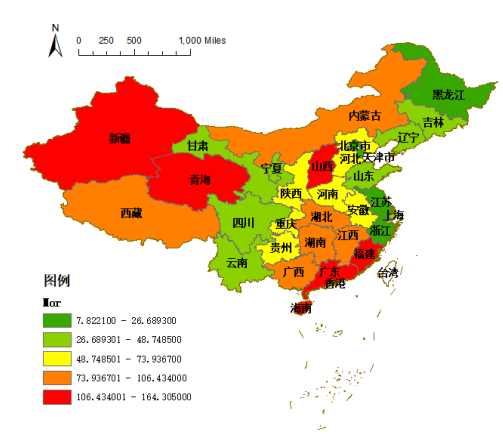 N
0 250 500 1,000 Miles
黑龙江
内蒙古
吉林
新疆
辽宁
甘肃
北京市
天津市
河北
宁夏
山西
青海
山东
陕西
河南
江苏
西藏
安徽
上海
四川
湖北
重庆
浙江
湖南
江西
贵州
福建
云南
广西
广东
台湾
香港
海南
图例
Mor
7.822100 - 26.689300
26.689301 - 48.748500
48.748501 - 73.936700
73.936701 - 106.434000
106.434001 - 164.305000